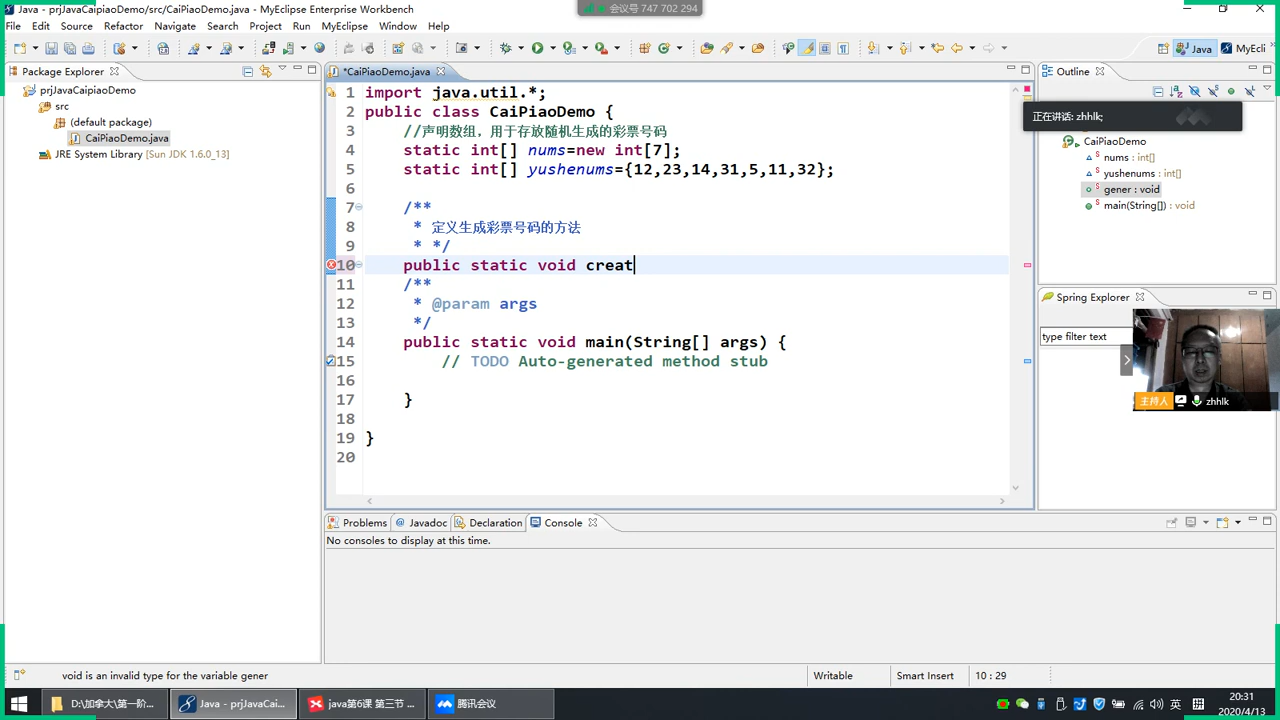 Java - prjJavaCaipiaoDemo/src/CaiPiaoDemo.java - MyEclipse Enterprise Workbench
会议号 747 702 294
File Edit Source Refactor Navigate Search Project Run MyEclipse Window Help
Java
MyEcli
Package Explorer
prjJavaCaipiaoDemo
src
(default package)
CaiPiaoDemo.java
JRE System Library [Sun JDK 1.6.0_13]
*CaiPiaoDemo.java
1 import java.util.*;
2 public class CaiPiaoDemo {
3 //声明数组，用于存放随机生成的彩票号码
4 static int[] nums=new int[7];
5 static int[] yushenums={12,23,14,31,5,11,32};
6
7 /**
8 * 定义生成彩票号码的方法
9 * */
10 public static void creat
11 /**
12 * @param args
13 */
14 public static void main(String[] args) {
15 // TODO Auto-generated method stub
16
17 }
18
19 }
20
Outline
正在讲话: zhhlk;
CaiPiaoDemo
nums : int[]
yushenums : int[]
gener : void
main(String[]) : void
Spring Explorer
type filter text
主持人 zhhlk
Problems @ Javadoc Declaration Console
No consoles to display at this time.
void is an invalid type for the variable gener
Writable
Smart Insert
10 : 29
D:\加拿大\第一阶...
Java - prjJavaCai...
java第6课 第三节 ...
腾讯会议
英
拼
20:31
2020/4/13